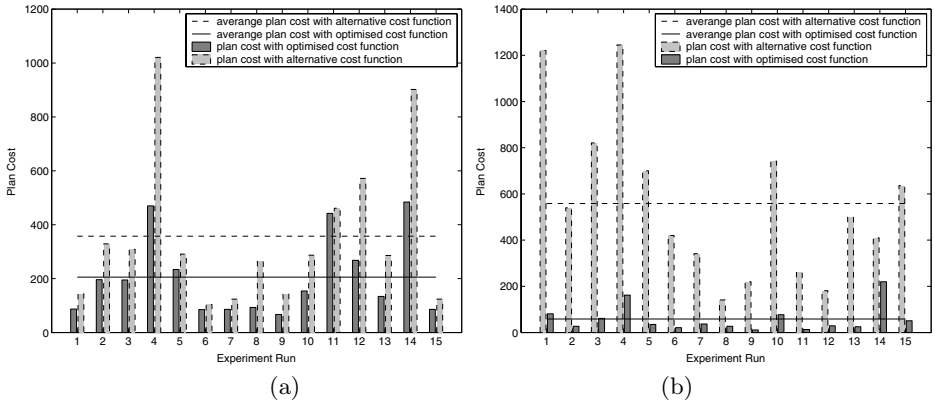 1200
1000
800
600
400
200
0
Plan Cost
averange plan cost with alternative cost function
averange plan cost with optimised cost function
plan cost with optimised cost function
plan cost with alternative cost function
1 2 3 4 5 6 7 8 9 10 11 12 13 14 15
Experiment Run
(a)
1400
1200
1000
800
600
400
200
0
Plan Cost
average plan cost with alternative cost function
average plan cost with optimised cost function
plan cost with alternative cost function
plan cost with optimised cost function
1 2 3 4 5 6 7 8 9 10 11 12 13 14 15
Experiment Run
(b)